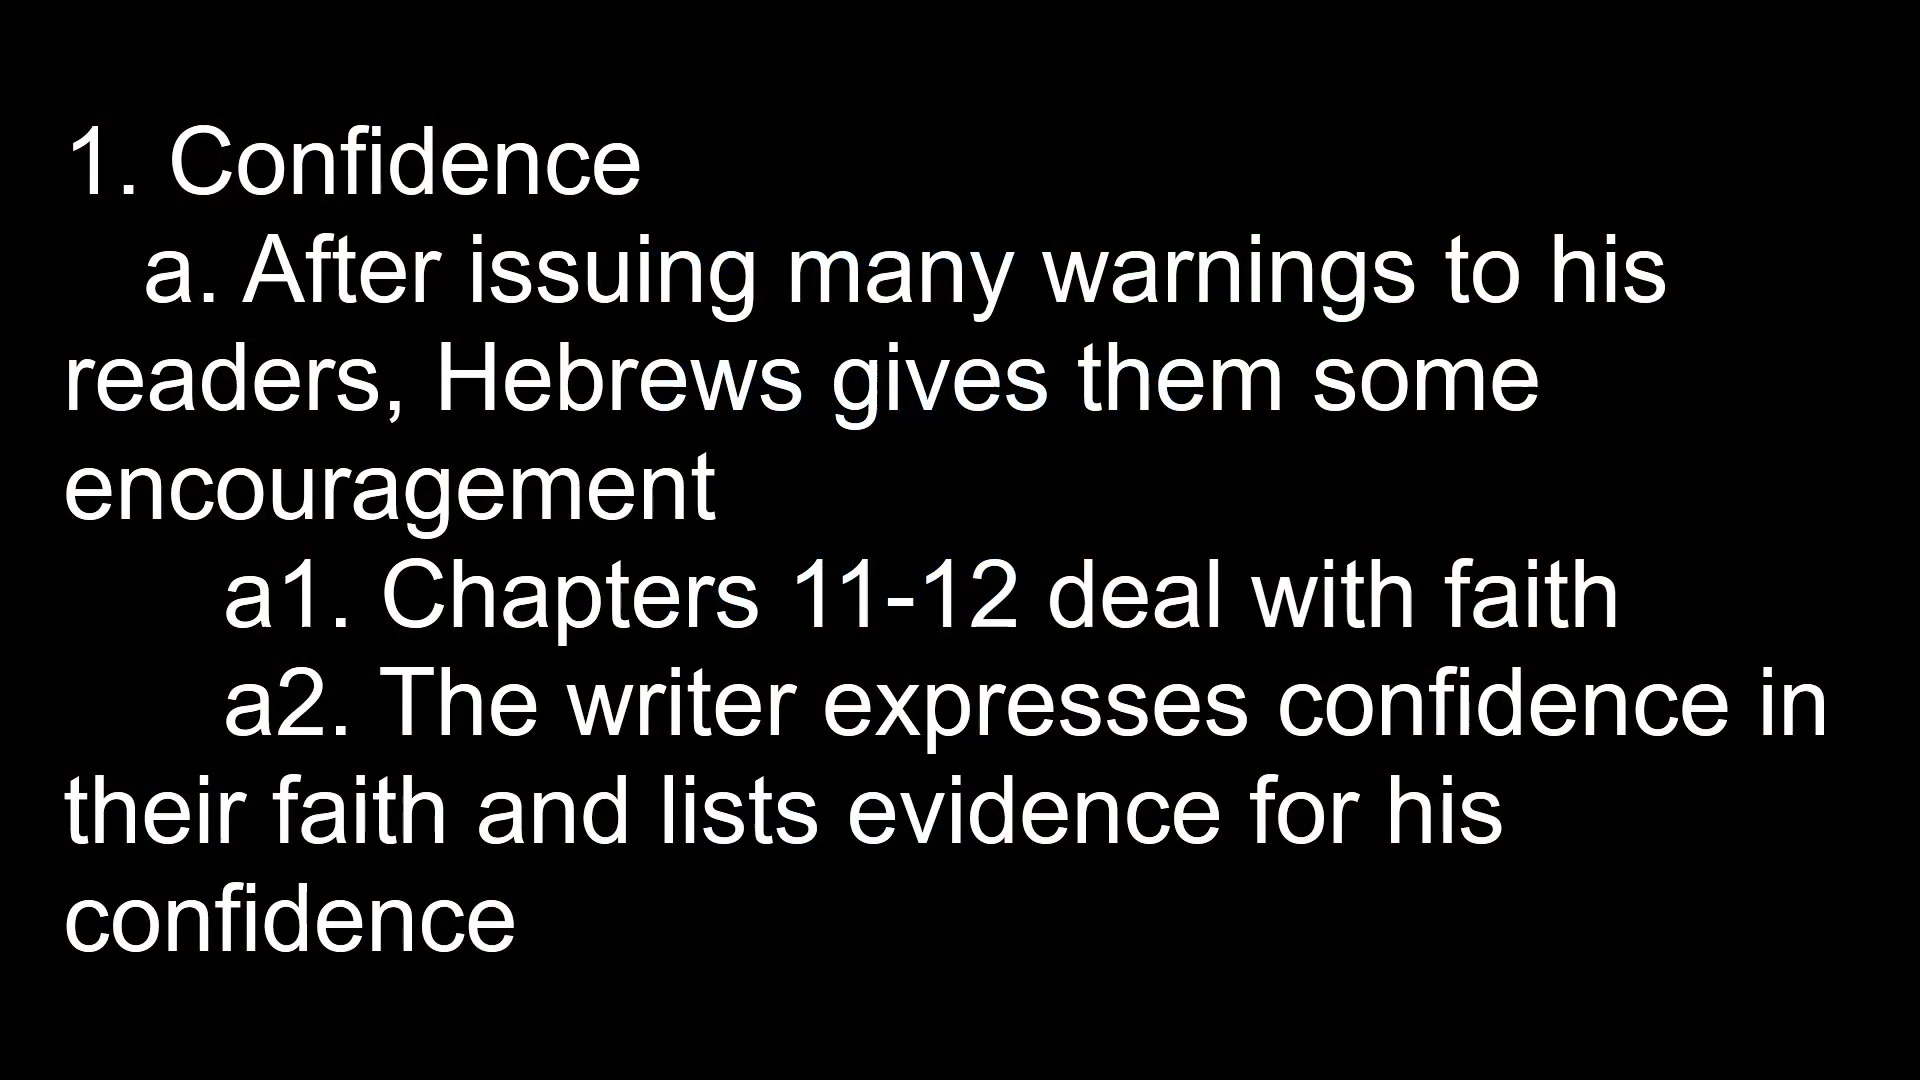 1. Confidence
a. After issuing many warnings to his
readers, Hebrews gives them some
encouragement
a1. Chapters 11-12 deal with faith
a2. The writer expresses confidence in
their faith and lists evidence for his
confidence